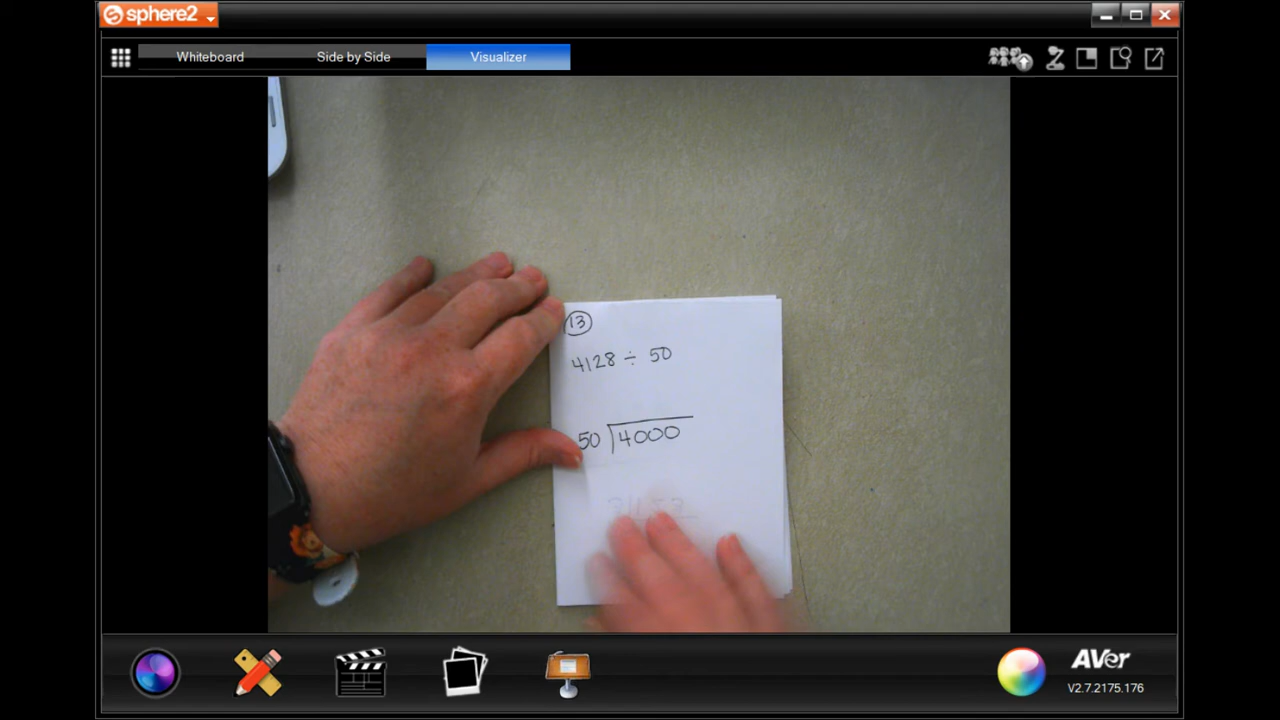 sphere2
Whiteboard Side by Side Visualizer
13
4128 ÷ 50
50 4000
AVer
V2.7.2175.176